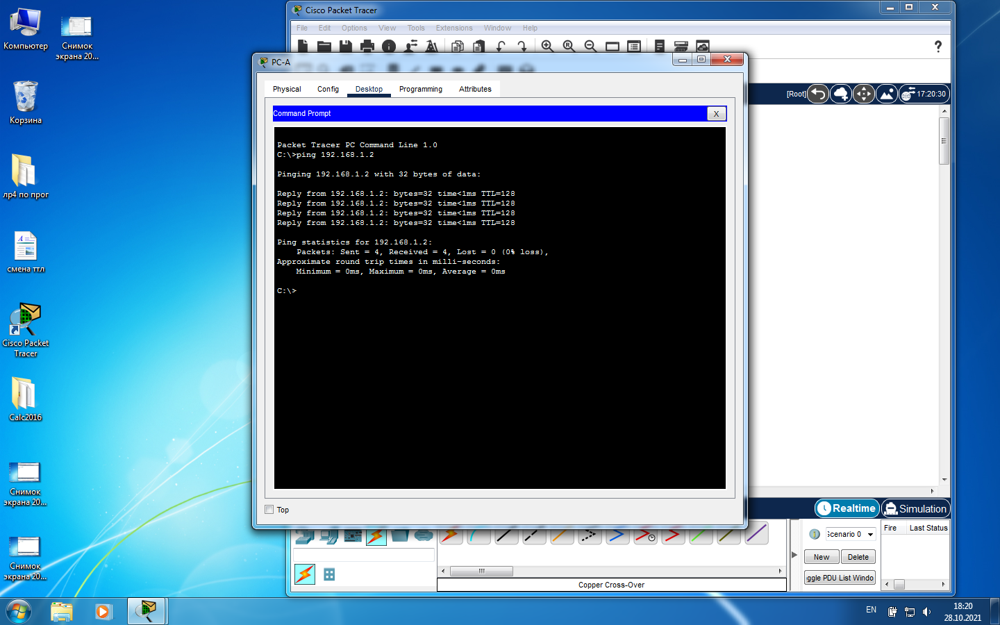 Компьютер
Снимок
экрана 20...
Корзина
лр4 по прог
смена ттл
Cisco Packet
Tracer
Calc2016
Снимок
экрана 20...
Снимок
экрана 20...
Cisco Packet Tracer
File Edit Options View Tools Extensions Window Help
[Root]
17:20:30
PC-A
Physical Config Desktop Programming Attributes
Command Prompt
X
Packet Tracer PC Command Line 1.0
C:\>ping 192.168.1.2
Pinging 192.168.1.2 with 32 bytes of data:
Reply from 192.168.1.2: bytes=32 time<1ms TTL=128
Reply from 192.168.1.2: bytes=32 time<1ms TTL=128
Reply from 192.168.1.2: bytes=32 time<1ms TTL=128
Reply from 192.168.1.2: bytes=32 time<1ms TTL=128
Ping statistics for 192.168.1.2:
Packets: Sent = 4, Received = 4, Lost = 0 (0% loss),
Approximate round trip times in milli-seconds:
Minimum = 0ms, Maximum = 0ms, Average = 0ms
C:\>
Top
Realtime
Simulation
Scenario 0
Fire Last Status
New
Delete
ggle PDU List Windo
Copper Cross-Over
EN
18:20
28.10.2021